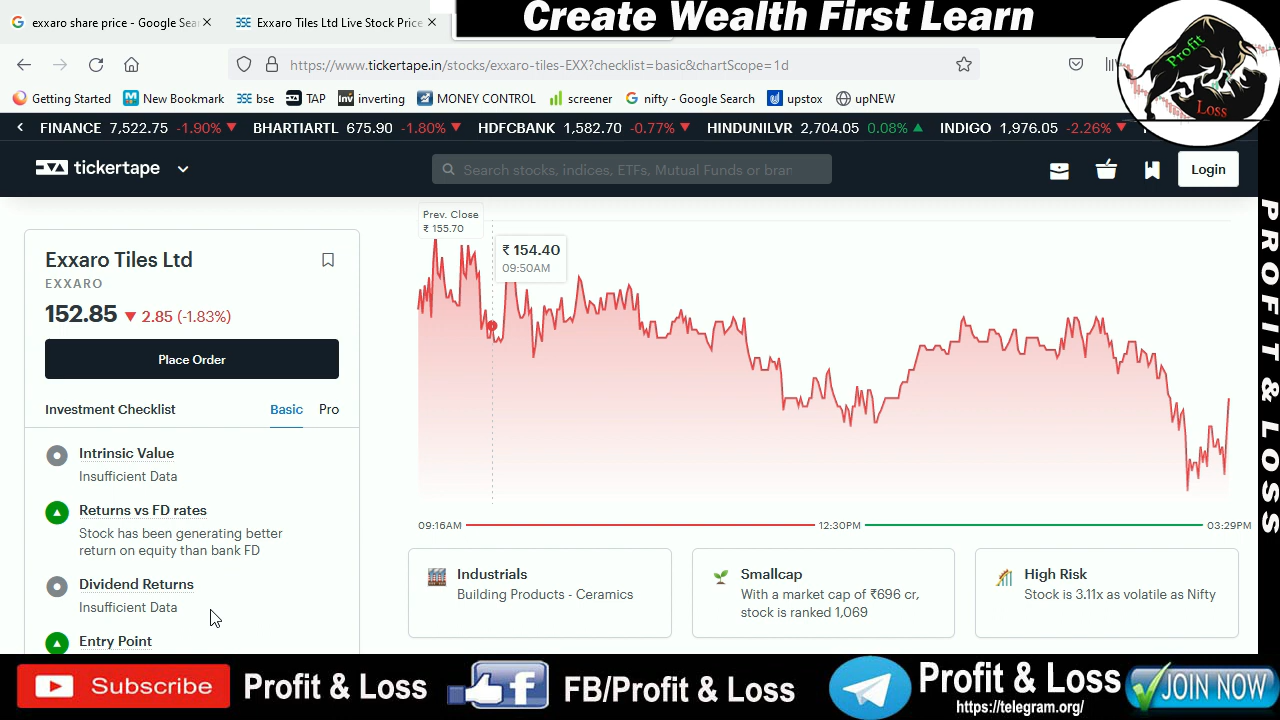 Create Wealth First Learn
exxaro share price - Google Sea
Exxaro Tiles Ltd Live Stock Price
https://www.tickertape.in/stocks/exxaro-tiles-EXX?checklist=basic&chartScope=1d
Getting Started
New Bookmark
bse
TAP
inverting
MONEY CONTROL
screener
nifty - Google Search
upstox
upNEW
Profit
Loss
FINANCE 7,522.75 -1.90%
BHARTIARTL 675.90 -1.80%
HDFCBANK 1,582.70 -0.77%
HINDUNILVR 2,704.05 0.08%
INDIGO 1,976.05 -2.26%
tickertape
Search stocks, indices, ETFs, Mutual Funds or bran
Login
Exxaro Tiles Ltd
EXXARO
152.85 2.85 (-1.83%)
Place Order
Investment Checklist
Basic
Pro
Intrinsic Value
Insufficient Data
Returns vs FD rates
Stock has been generating better
return on equity than bank FD
Dividend Returns
Insufficient Data
Entry Point
Prev. Close
₹ 155.70
₹ 154.40
09:50AM
09:16AM
12:30PM
03:29PM
Industrials
Building Products - Ceramics
Smallcap
With a market cap of ₹696 cr,
stock is ranked 1,069
High Risk
Stock is 3.11x as volatile as Nifty
PROFIT & LOSS
Subscribe
Profit & Loss
f
FB/Profit & Loss
Profit & Loss
https://telegram.org/
JOIN NOW